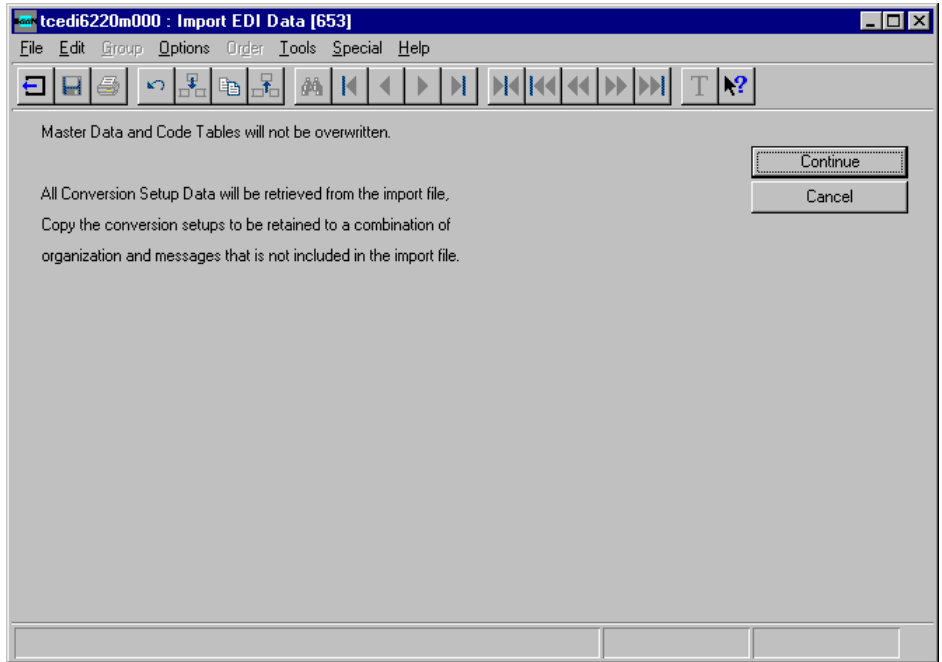 tcedi6220m000 : Import EDI Data [653]
File Edit Group Options Order Tools Special Help
T ?
Master Data and Code Tables will not be overwritten.
Continue
All Conversion Setup Data will be retrieved from the import file,
Cancel
Copy the conversion setups to be retained to a combination of
organization and messages that is not included in the import file.